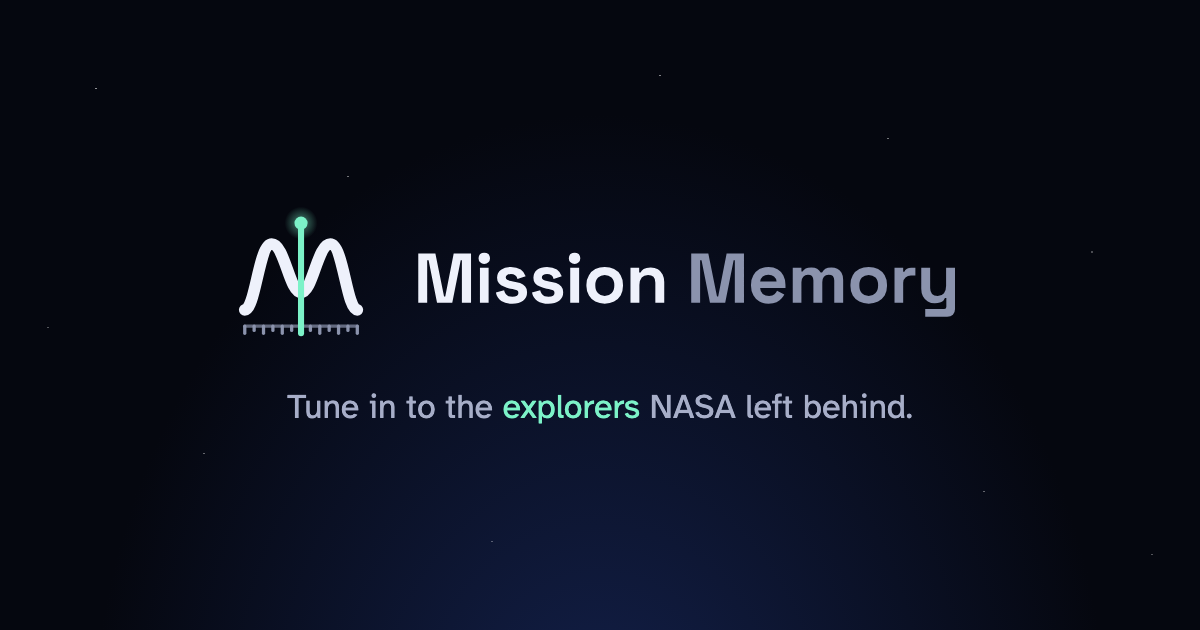 Mission Memory
Tune in to the explorers NASA left behind.